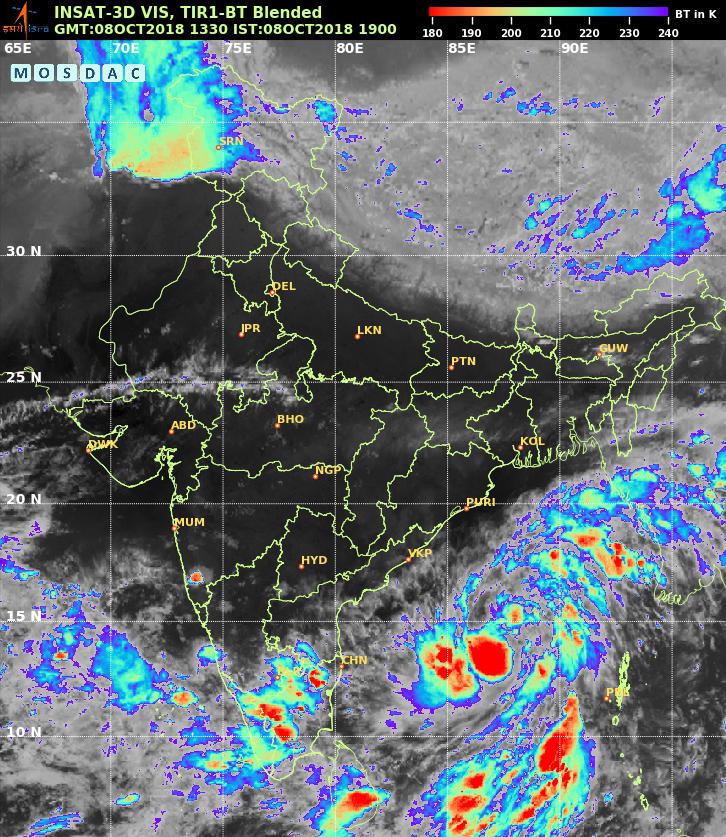 INSAT-3D VIS, TIR1-BT Blended
GMT:08OCT2018 1330 IST:08OCT2018 1900
BT in K
180 190 200 210 220 230 240
65E 70E 75E 80E 85E 90E
MOSDAC
SRN
30 N
DEL
JPR
LKN
GUW
PTN
25 N
ABD
BHO
DWK
KOL
NGP
20 N
PURI
MUM
VKP
HYD
15 N
CHN
10 N